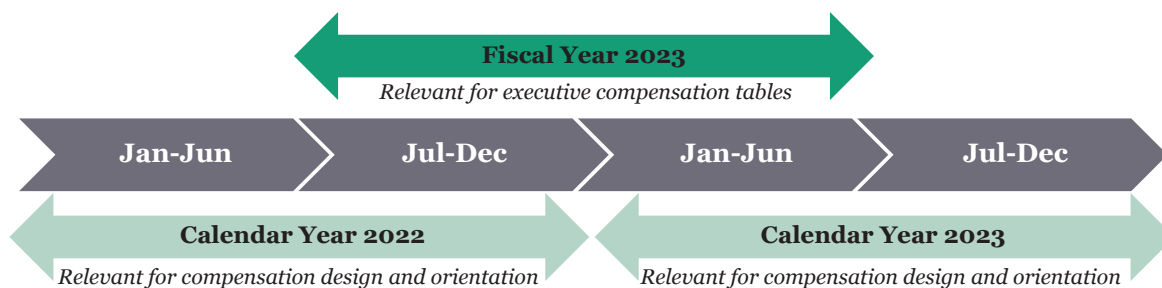 Fiscal Year 2023
Relevant for executive compensation tables
Jan-Jun
Jul-Dec
Jan-Jun
Jul-Dec
Calendar Year 2022
Calendar Year 2023
Relevant for compensation design and orientation
Relevant for compensation design and orientation